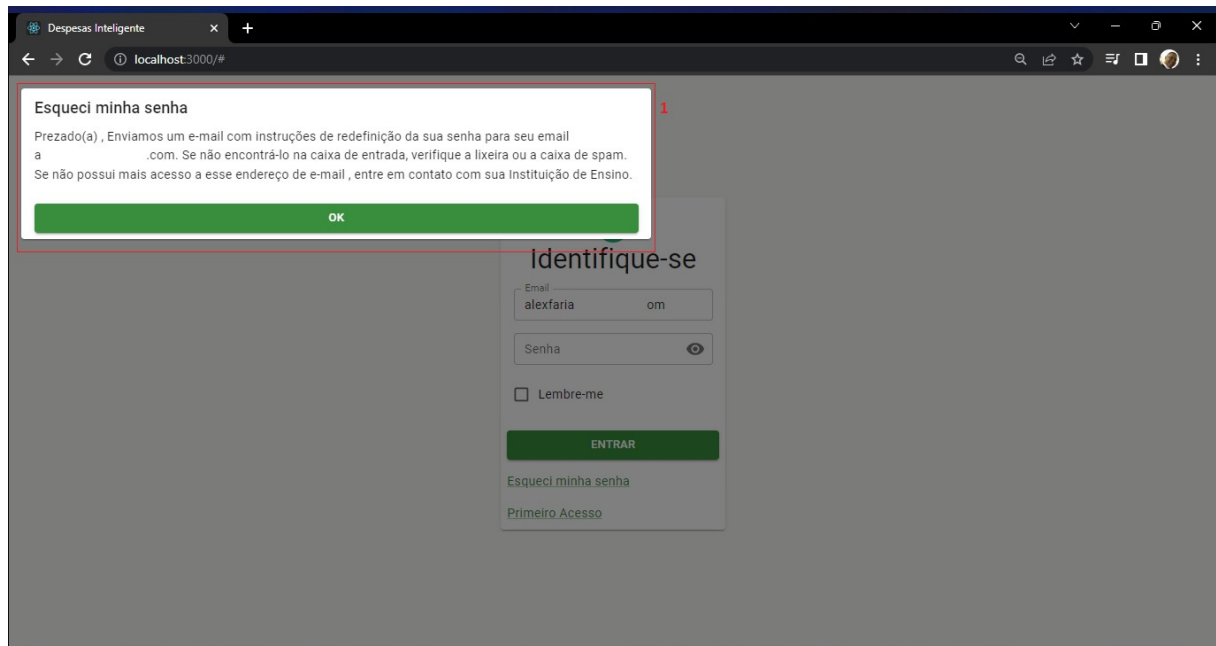 Despesas Inteligente
localhost:3000/#
Esqueci minha senha
1
Prezado(a) , Enviamos um e-mail com instruções de redefinição da sua senha para seu email
a .com. Se não encontrá-lo na caixa de entrada, verifique a lixeira ou a caixa de spam.
Se não possui mais acesso a esse endereço de e-mail , entre em contato com sua Instituição de Ensino.
OK
Identifique-se
Email
alexfaria om
Senha
Lembre-me
ENTRAR
Esqueci minha senha
Primeiro Acesso